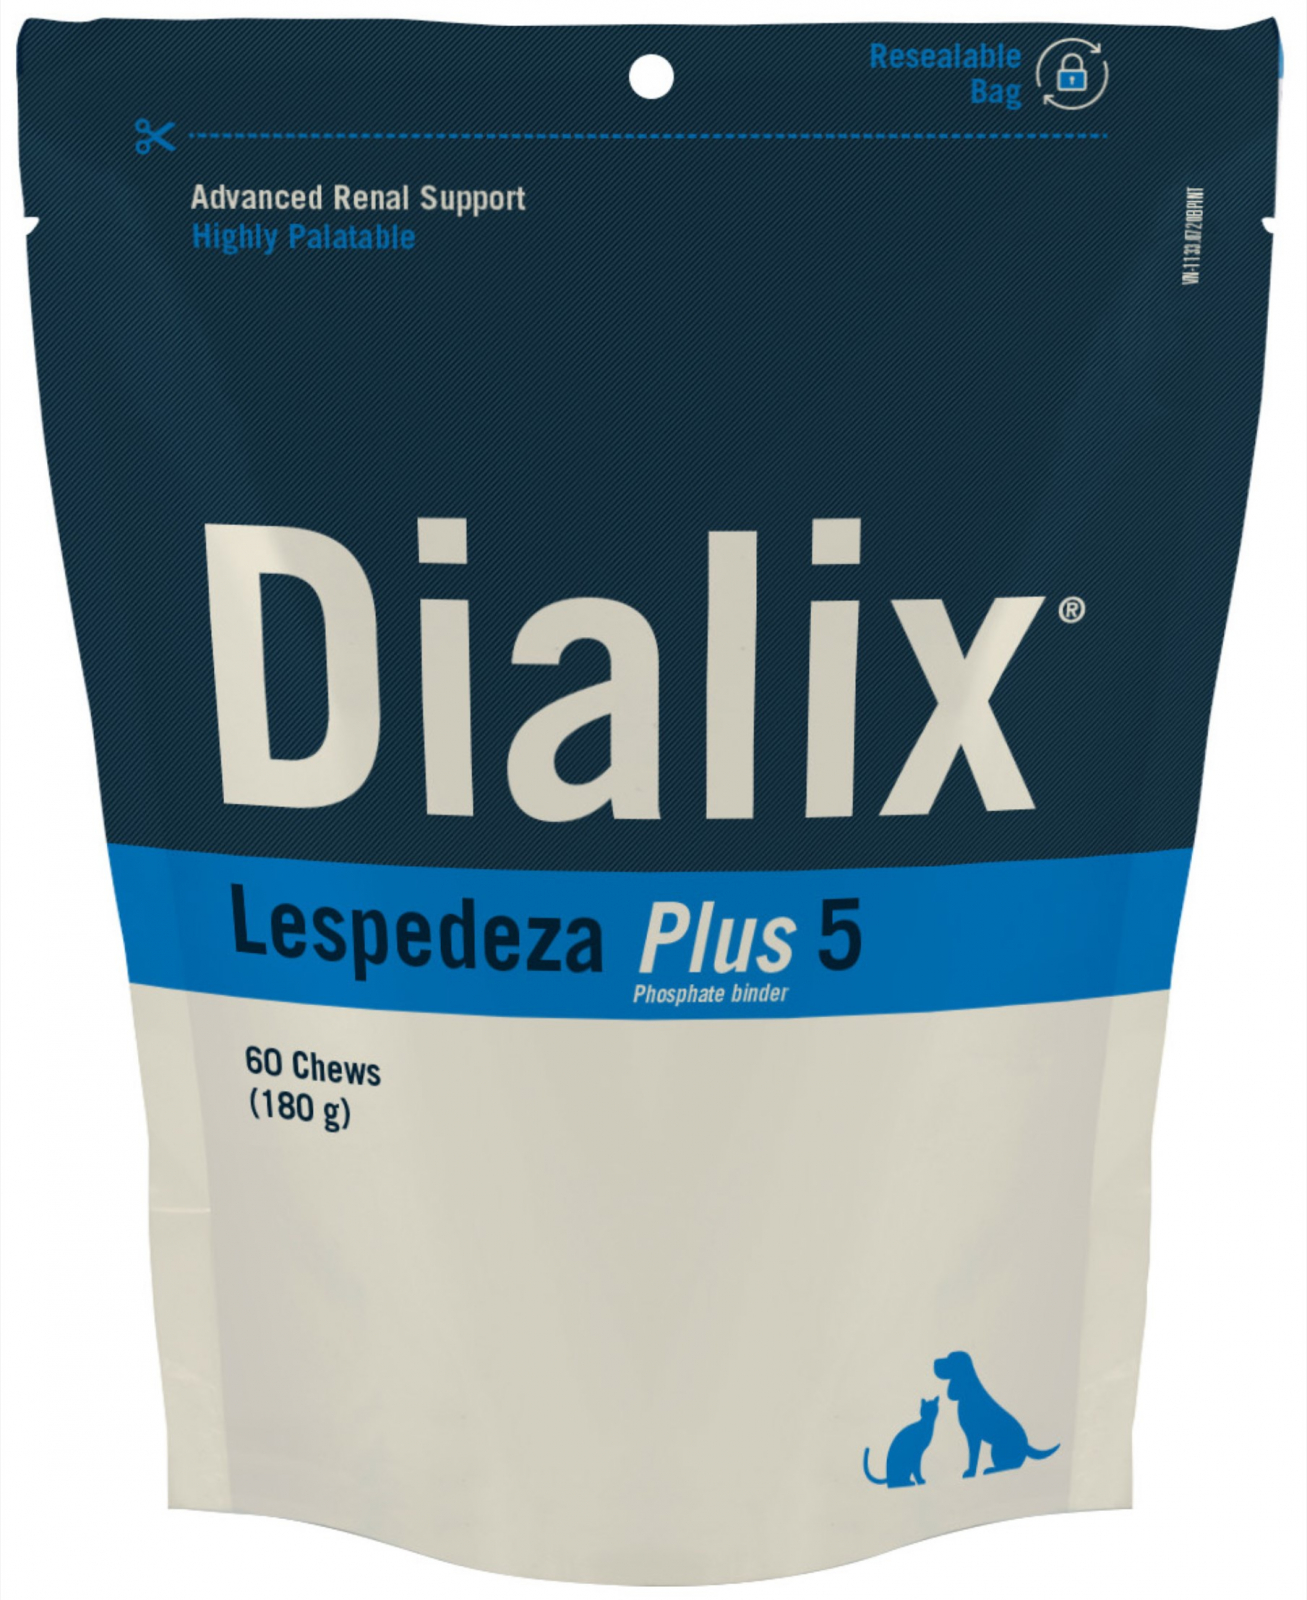 Resealable
Bag
Advanced Renal Support
Highly Palatable
Dialix®
Lespedeza Plus 5
Phosphate binder
60 Chews
(180 g)